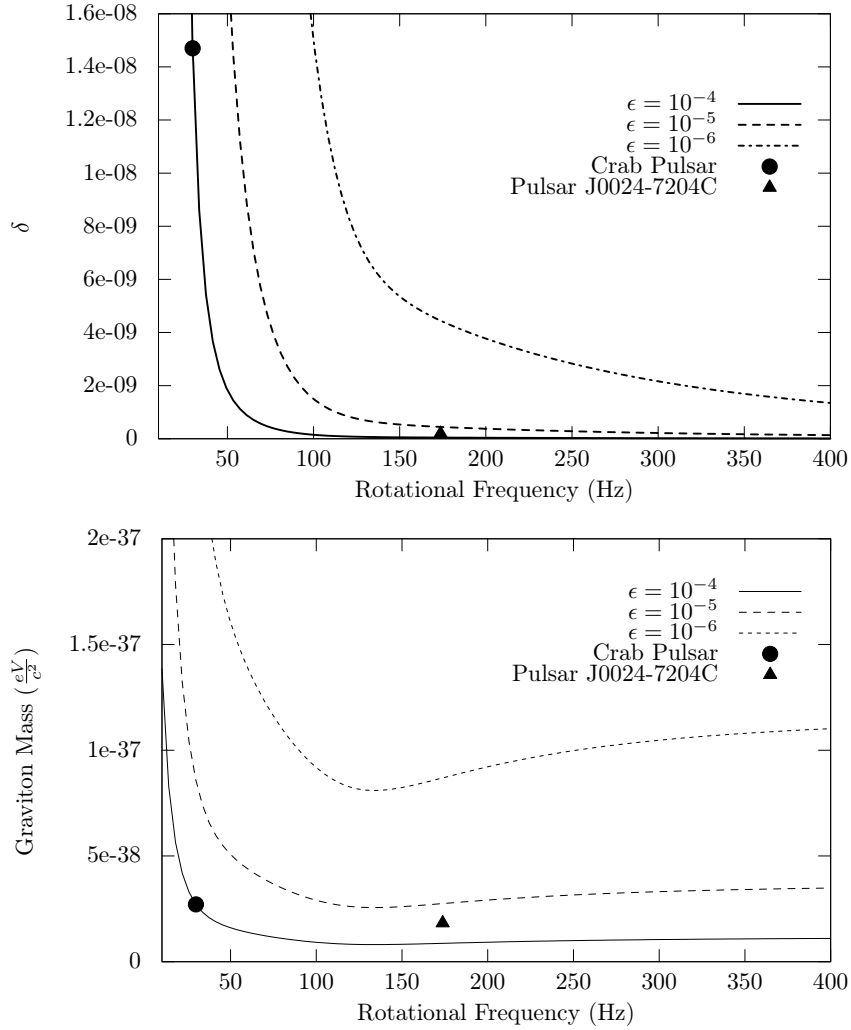 1.6e-08
1.4e-08
1.2e-08
1e-08
8e-09
6e-09
4e-09
2e-09
0
δ
ϵ = 10⁻⁴
ϵ = 10⁻⁵
ϵ = 10⁻⁶
Crab Pulsar
Pulsar J0024-7204C
50 100 150 200 250 300 350 400
Rotational Frequency (Hz)
2e-37
1.5e-37
1e-37
5e-38
0
Graviton Mass (eV/c²)
ϵ = 10⁻⁴
ϵ = 10⁻⁵
ϵ = 10⁻⁶
Crab Pulsar
Pulsar J0024-7204C
50 100 150 200 250 300 350 400
Rotational Frequency (Hz)